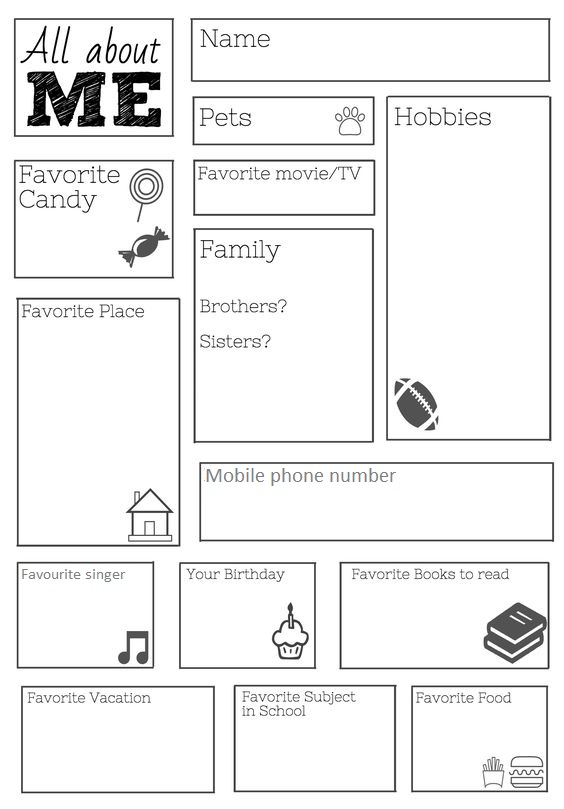 All about
ME
Name
Pets
Hobbies
Favorite
Candy
Favorite movie/TV
Family
Brothers?
Sisters?
Favorite Place
Mobile phone number
Favourite singer
Your Birthday
Favorite Books to read
Favorite Vacation
Favorite Subject
in School
Favorite Food